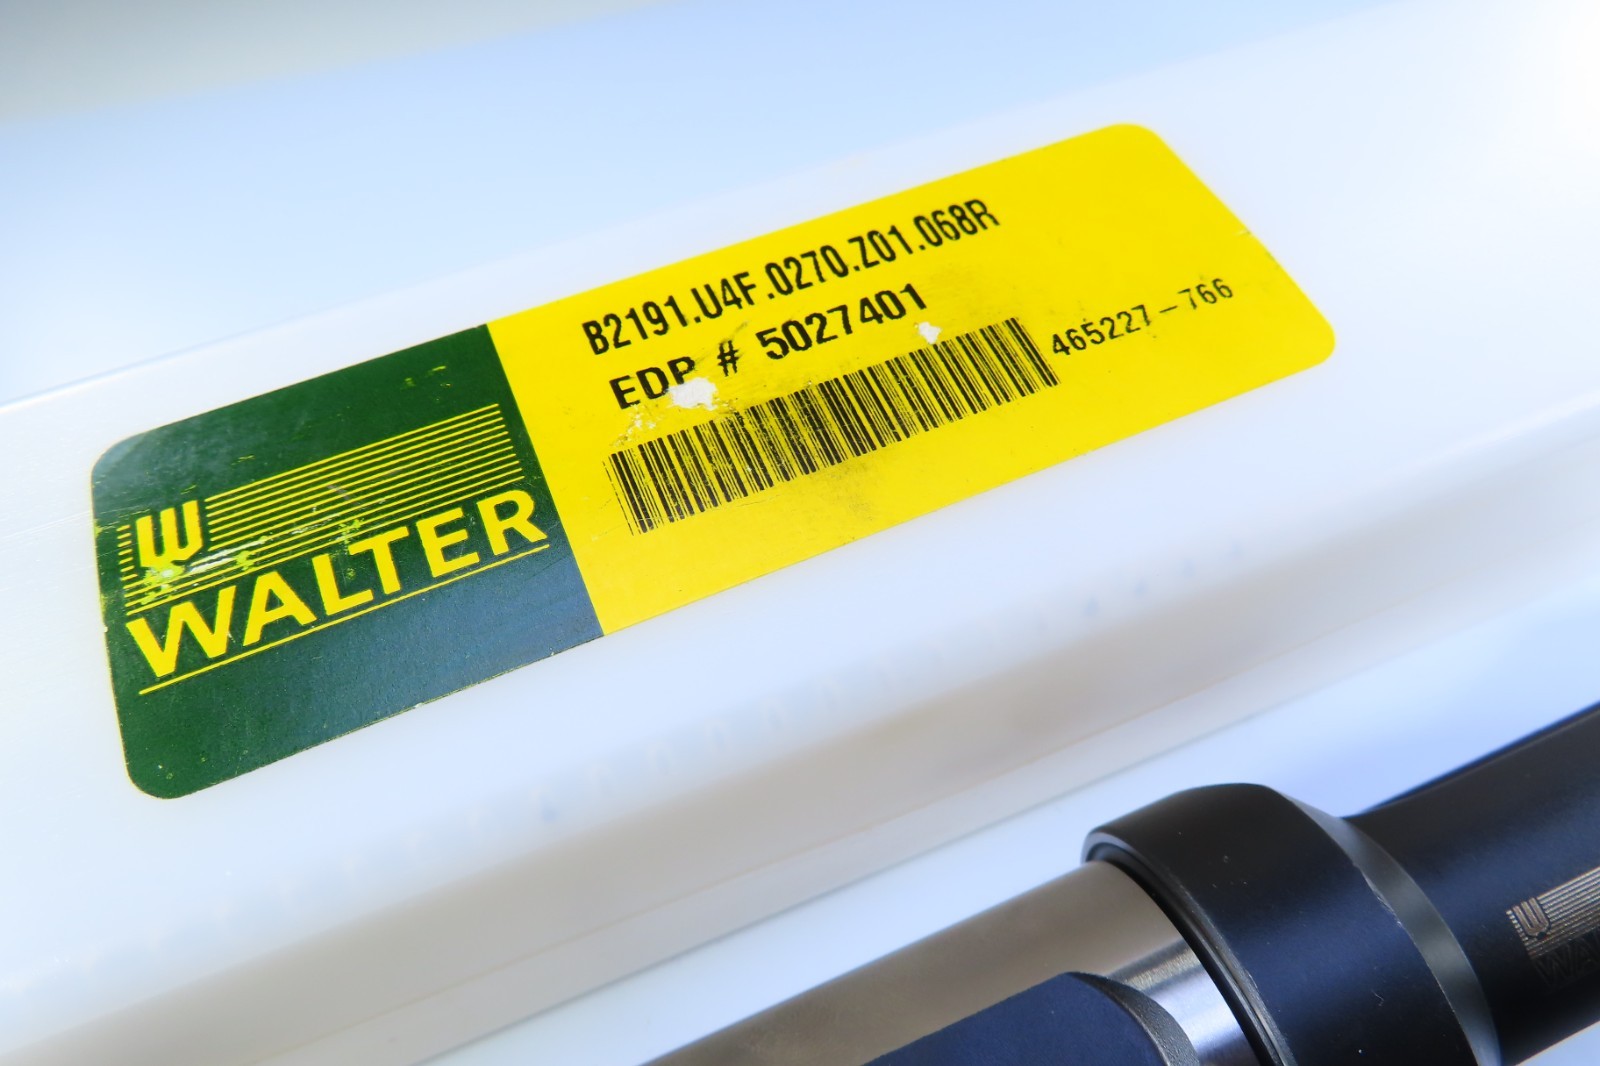 B2191.U4F.0270.Z01.068R
EDP # 5027401
465227-766
W
WALTER
W